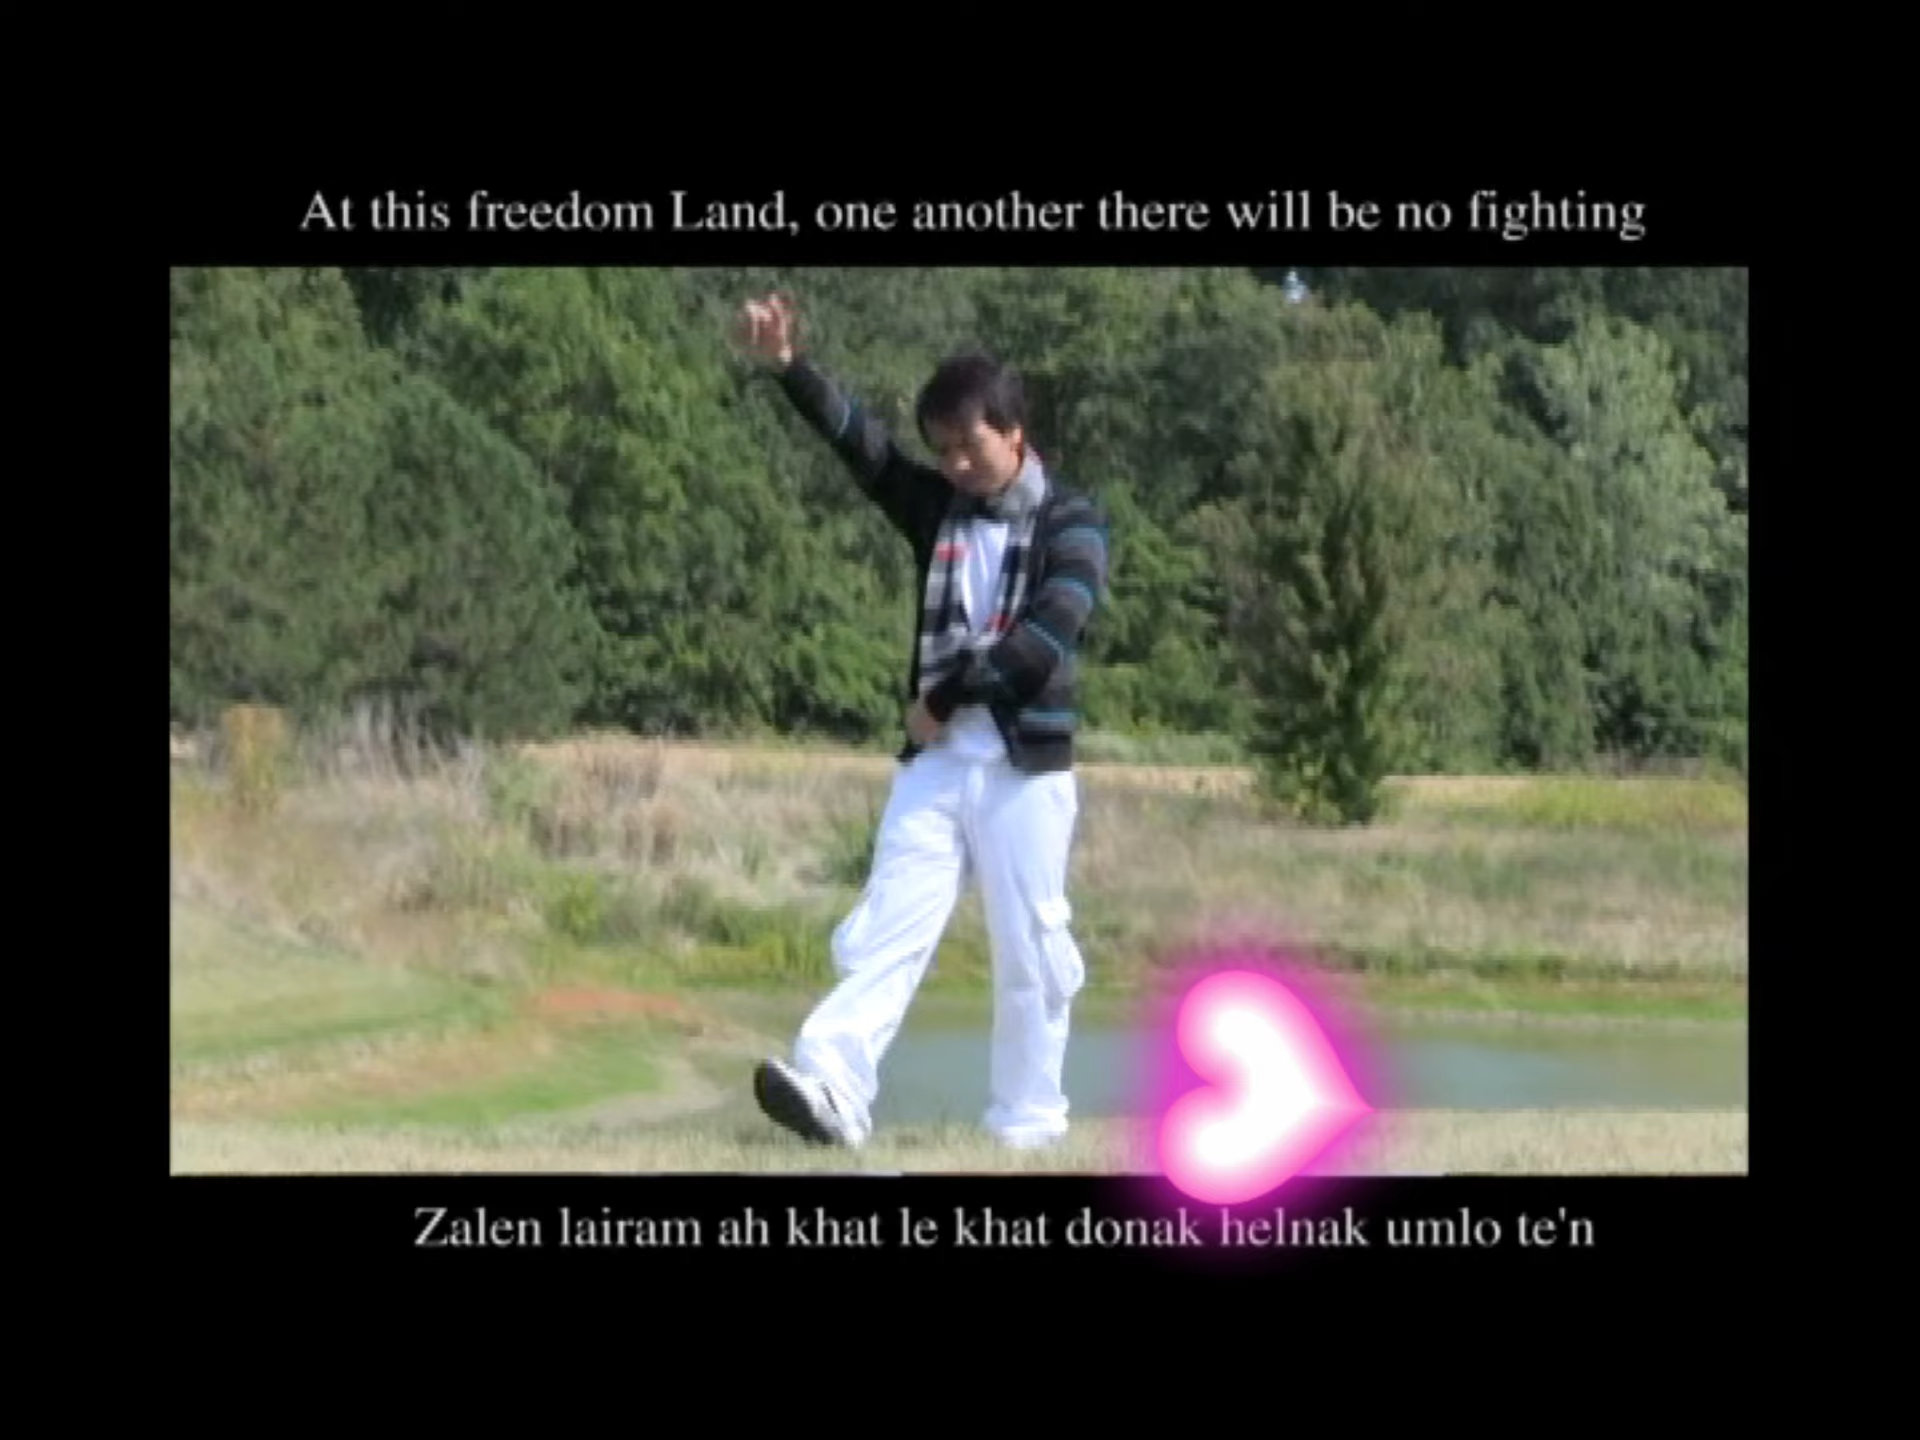 At this freedom Land, one another there will be no fighting
Zalen lairam ah khat le khat donak helnak umlo te'n